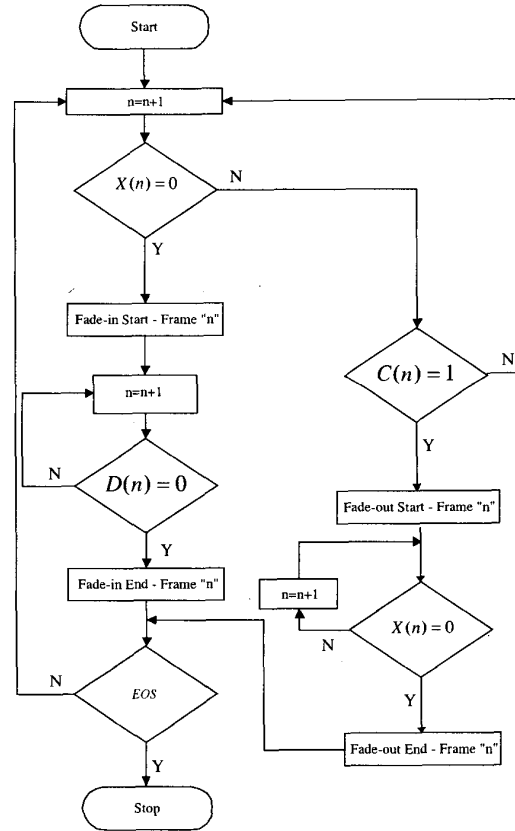 Start
n=n+1
X(n)=0
N
Y
Fade-in Start - Frame "n"
n=n+1
C(n)=1
N
Y
D(n)=0
N
Y
Fade-out Start - Frame "n"
Fade-in End - Frame "n"
n=n+1
X(n)=0
N
Y
EOS
N
Y
Fade-out End - Frame "n"
Stop